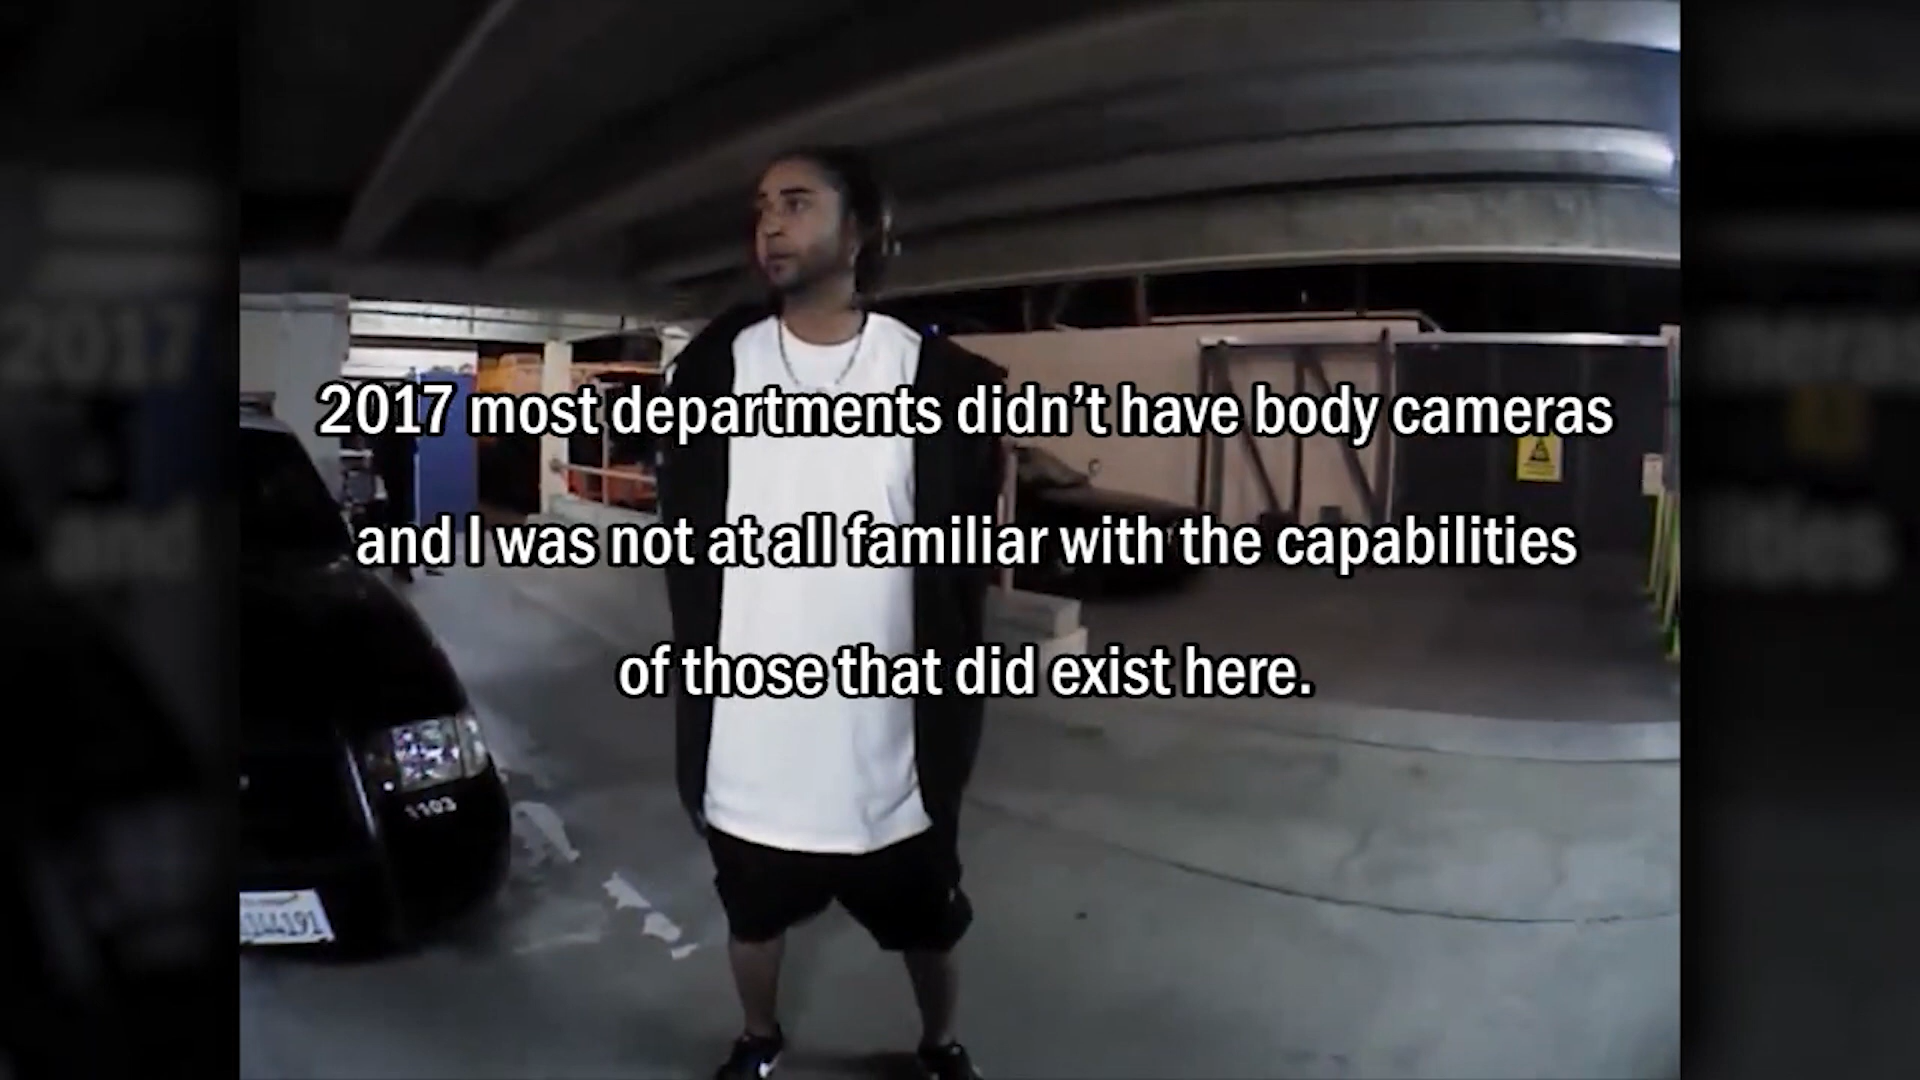 2017 most departments didn't have body cameras
and I was not at all familiar with the capabilities
of those that did exist here.
1103